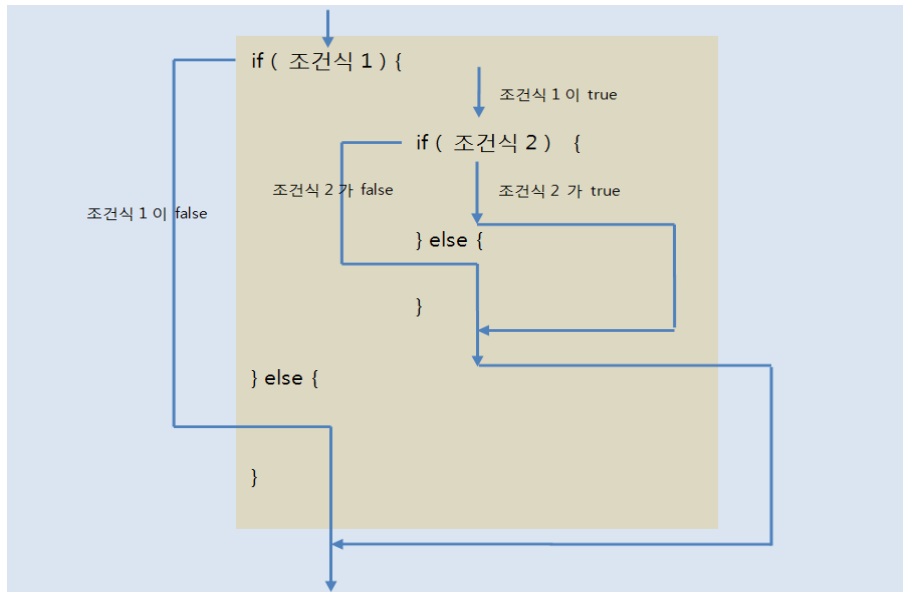 if ( 조건식 1 ) {
조건식 1 이 true
if ( 조건식 2 ) {
조건식 2 가 false
조건식 2 가 true
조건식 1 이 false
} else {
}
} else {
}